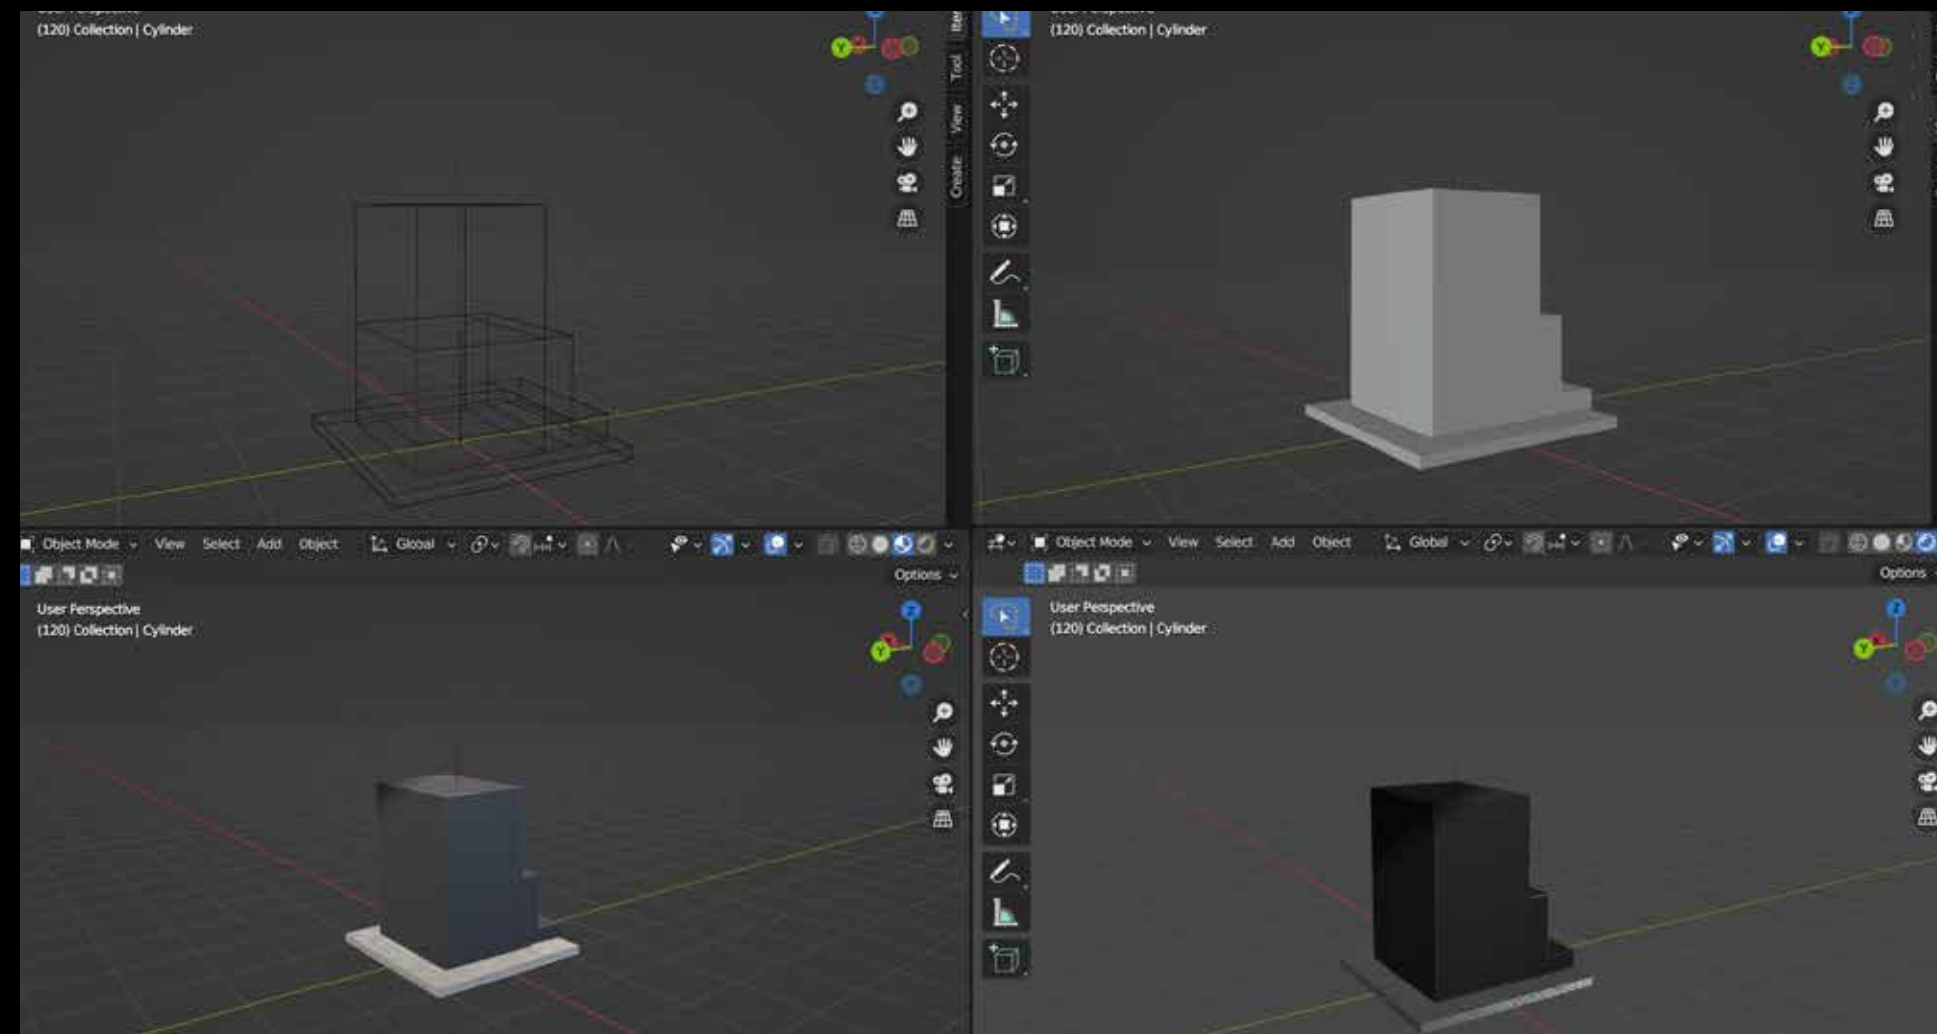 (120) Collection | Cylinder
Tool
View
Create
(120) Collection | Cylinder
Y
Y
Object Mode View Select Add Object Global
Options
User Perspective
(120) Collection | Cylinder
Z
Y
Object Mode View Select Add Object Global
Options
User Perspective
(120) Collection | Cylinder
Z
Y